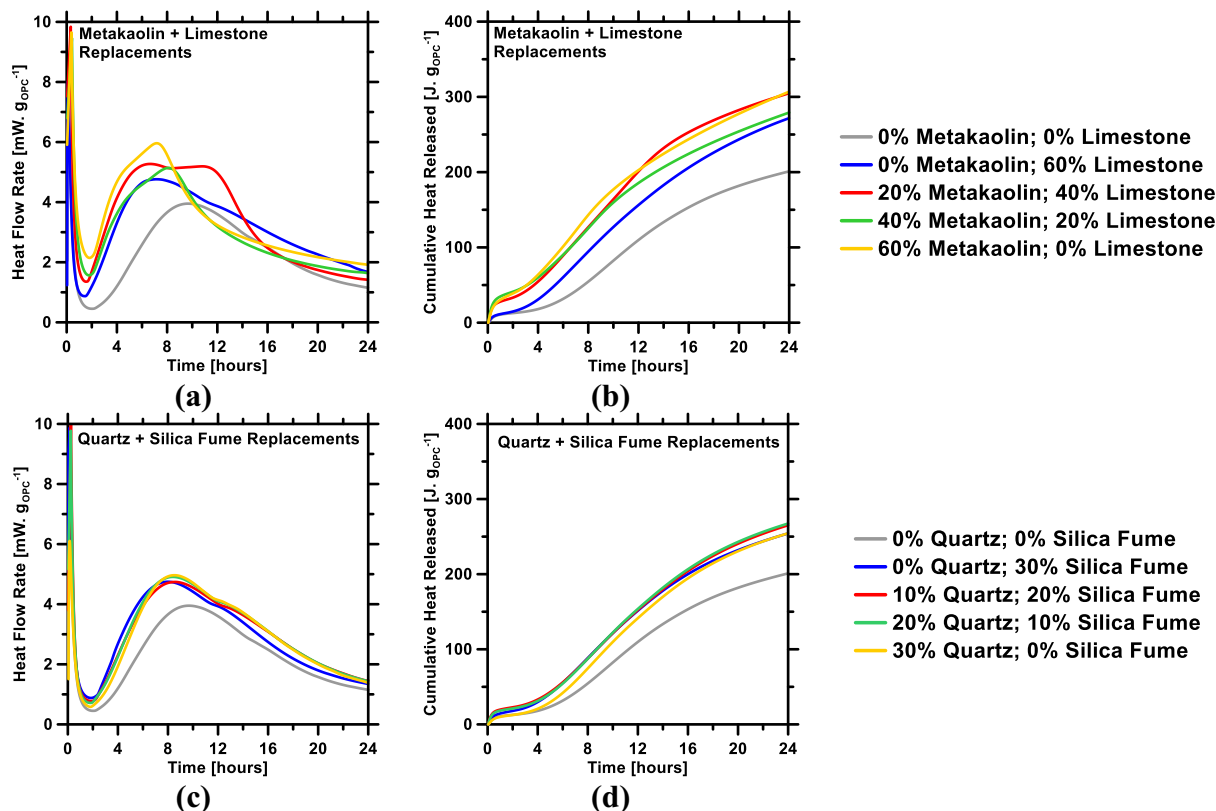 Metakaolin + Limestone
Replacements
Heat Flow Rate [mW. gOPC-1]
10
8
6
4
2
0
0 4 8 12 16 20 24
Time [hours]
(a)
Metakaolin + Limestone
Replacements
Cumulative Heat Released [J. gOPC-1]
400
300
200
100
0
0 4 8 12 16 20 24
Time [hours]
(b)
0% Metakaolin; 0% Limestone
0% Metakaolin; 60% Limestone
20% Metakaolin; 40% Limestone
40% Metakaolin; 20% Limestone
60% Metakaolin; 0% Limestone
Quartz + Silica Fume Replacements
Heat Flow Rate [mW. gOPC-1]
10
8
6
4
2
0
0 4 8 12 16 20 24
Time [hours]
(c)
Quartz + Silica Fume Replacements
Cumulative Heat Released [J. gOPC-1]
400
300
200
100
0
0 4 8 12 16 20 24
Time [hours]
(d)
0% Quartz; 0% Silica Fume
0% Quartz; 30% Silica Fume
10% Quartz; 20% Silica Fume
20% Quartz; 10% Silica Fume
30% Quartz; 0% Silica Fume